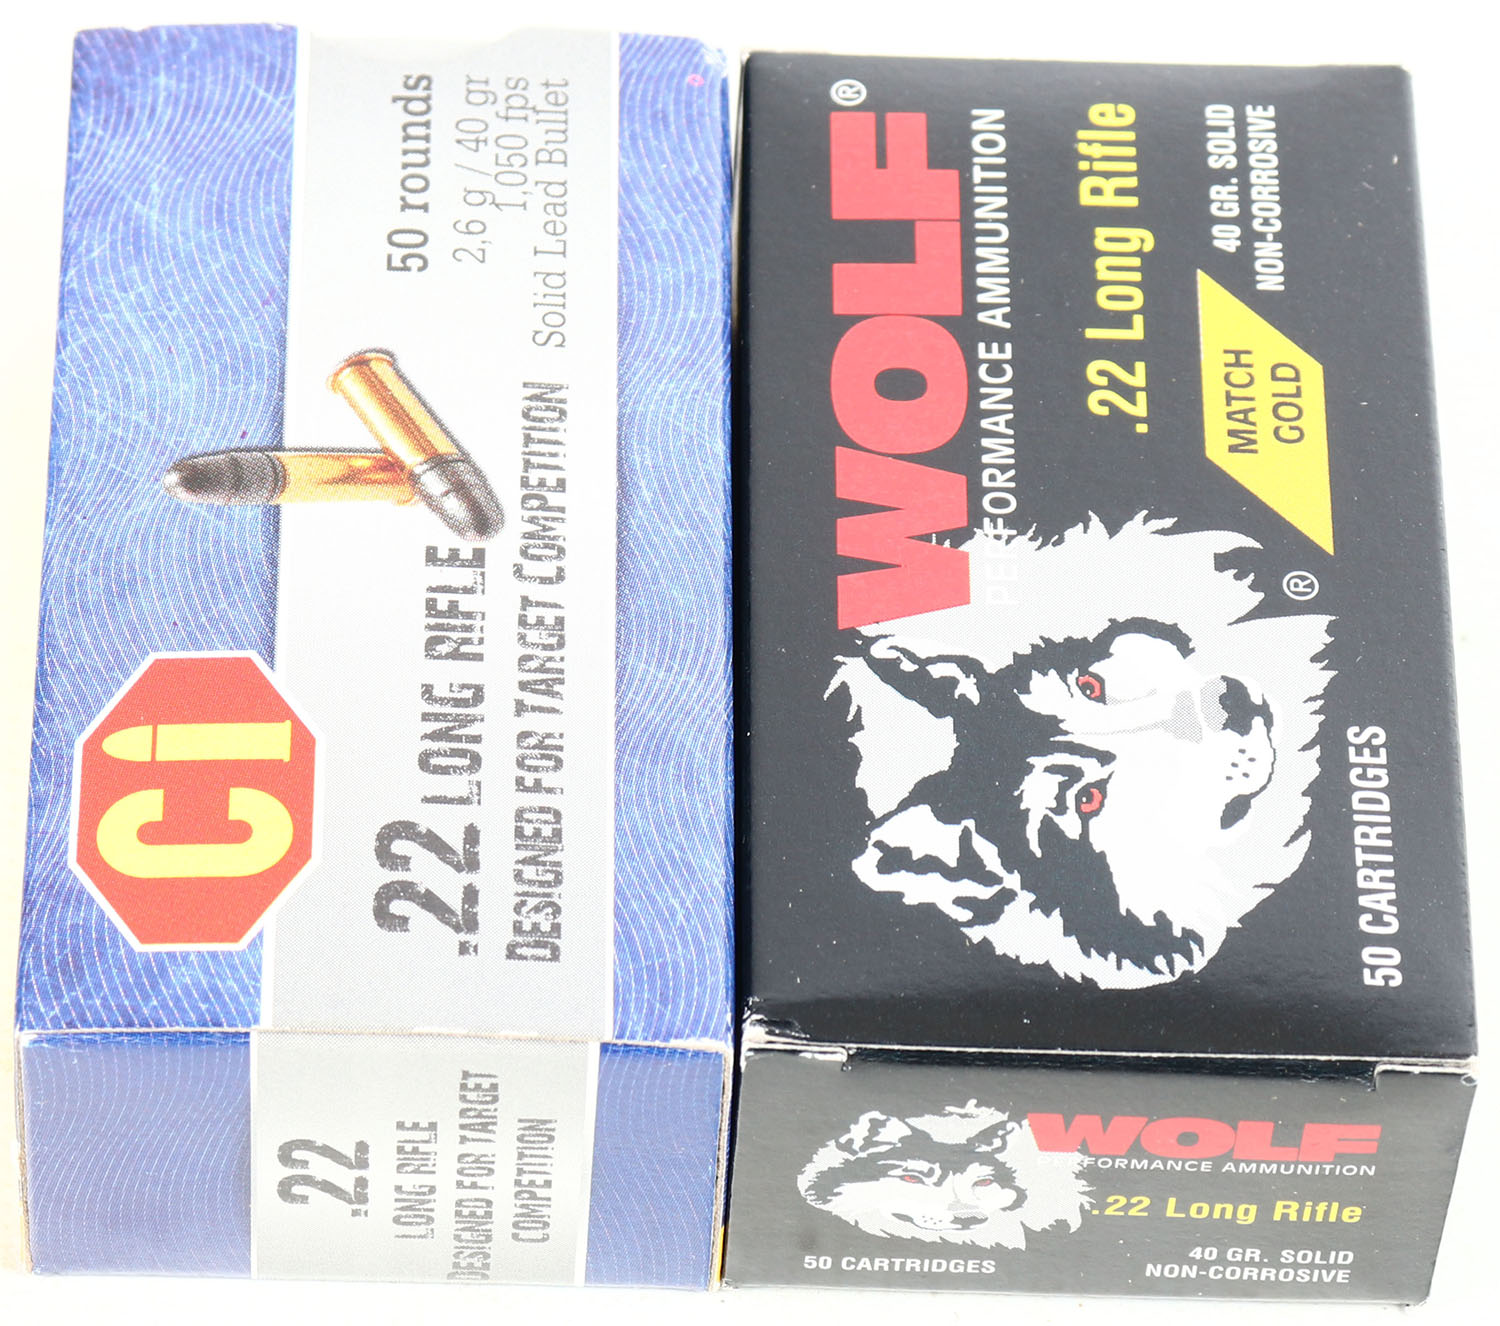 Ci
.22 LONG RIFLE
DESIGNED FOR TARGET COMPETITION
50 rounds
2,6 g / 40 gr
1,050 fps
Solid Lead Bullet
.22
LONG RIFLE
DESIGNED FOR TARGET
COMPETITION
WOLF®
PERFORMANCE AMMUNITION
.22 Long Rifle
MATCH
GOLD
40 GR. SOLID
NON-CORROSIVE
®
50 CARTRIDGES
WOLF
PERFORMANCE AMMUNITION
.22 Long Rifle
50 CARTRIDGES
40 GR. SOLID
NON-CORROSIVE